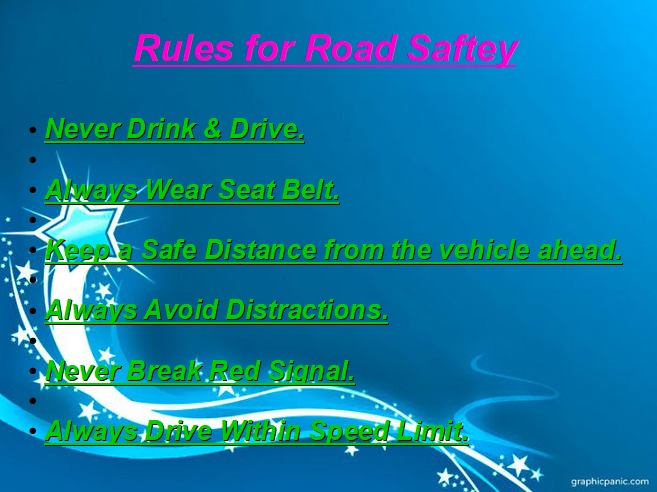 Rules for Road Saftey
• Never Drink & Drive.
•
• Always Wear Seat Belt.
•
• Keep a Safe Distance from the vehicle ahead.
•
• Always Avoid Distractions.
•
• Never Break Red Signal.
•
• Always Drive Within Speed Limit.
graphicpanic.com